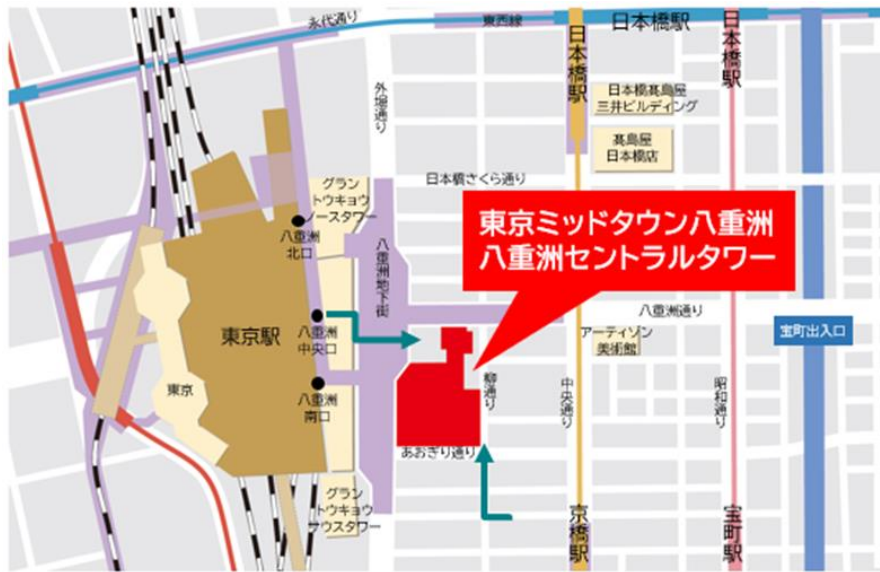 永代通り
東西線
日本橋駅
日本橋駅
日本橋駅
外堀通り
日本橋髙島屋
三井ビルディング
髙島屋
日本橋店
日本橋さくら通り
グラン
トウキョウ
ノースタワー
八重洲
北口
八重洲地下街
東京ミッドタウン八重洲
八重洲セントラルタワー
八重洲通り
東京駅
八重洲
中央口
アーティゾン
美術館
宝町出入口
東京
八重洲
南口
柳通り
中央通り
昭和通り
あおぎり通り
グラン
トウキョウ
サウスタワー
京橋駅
宝町駅